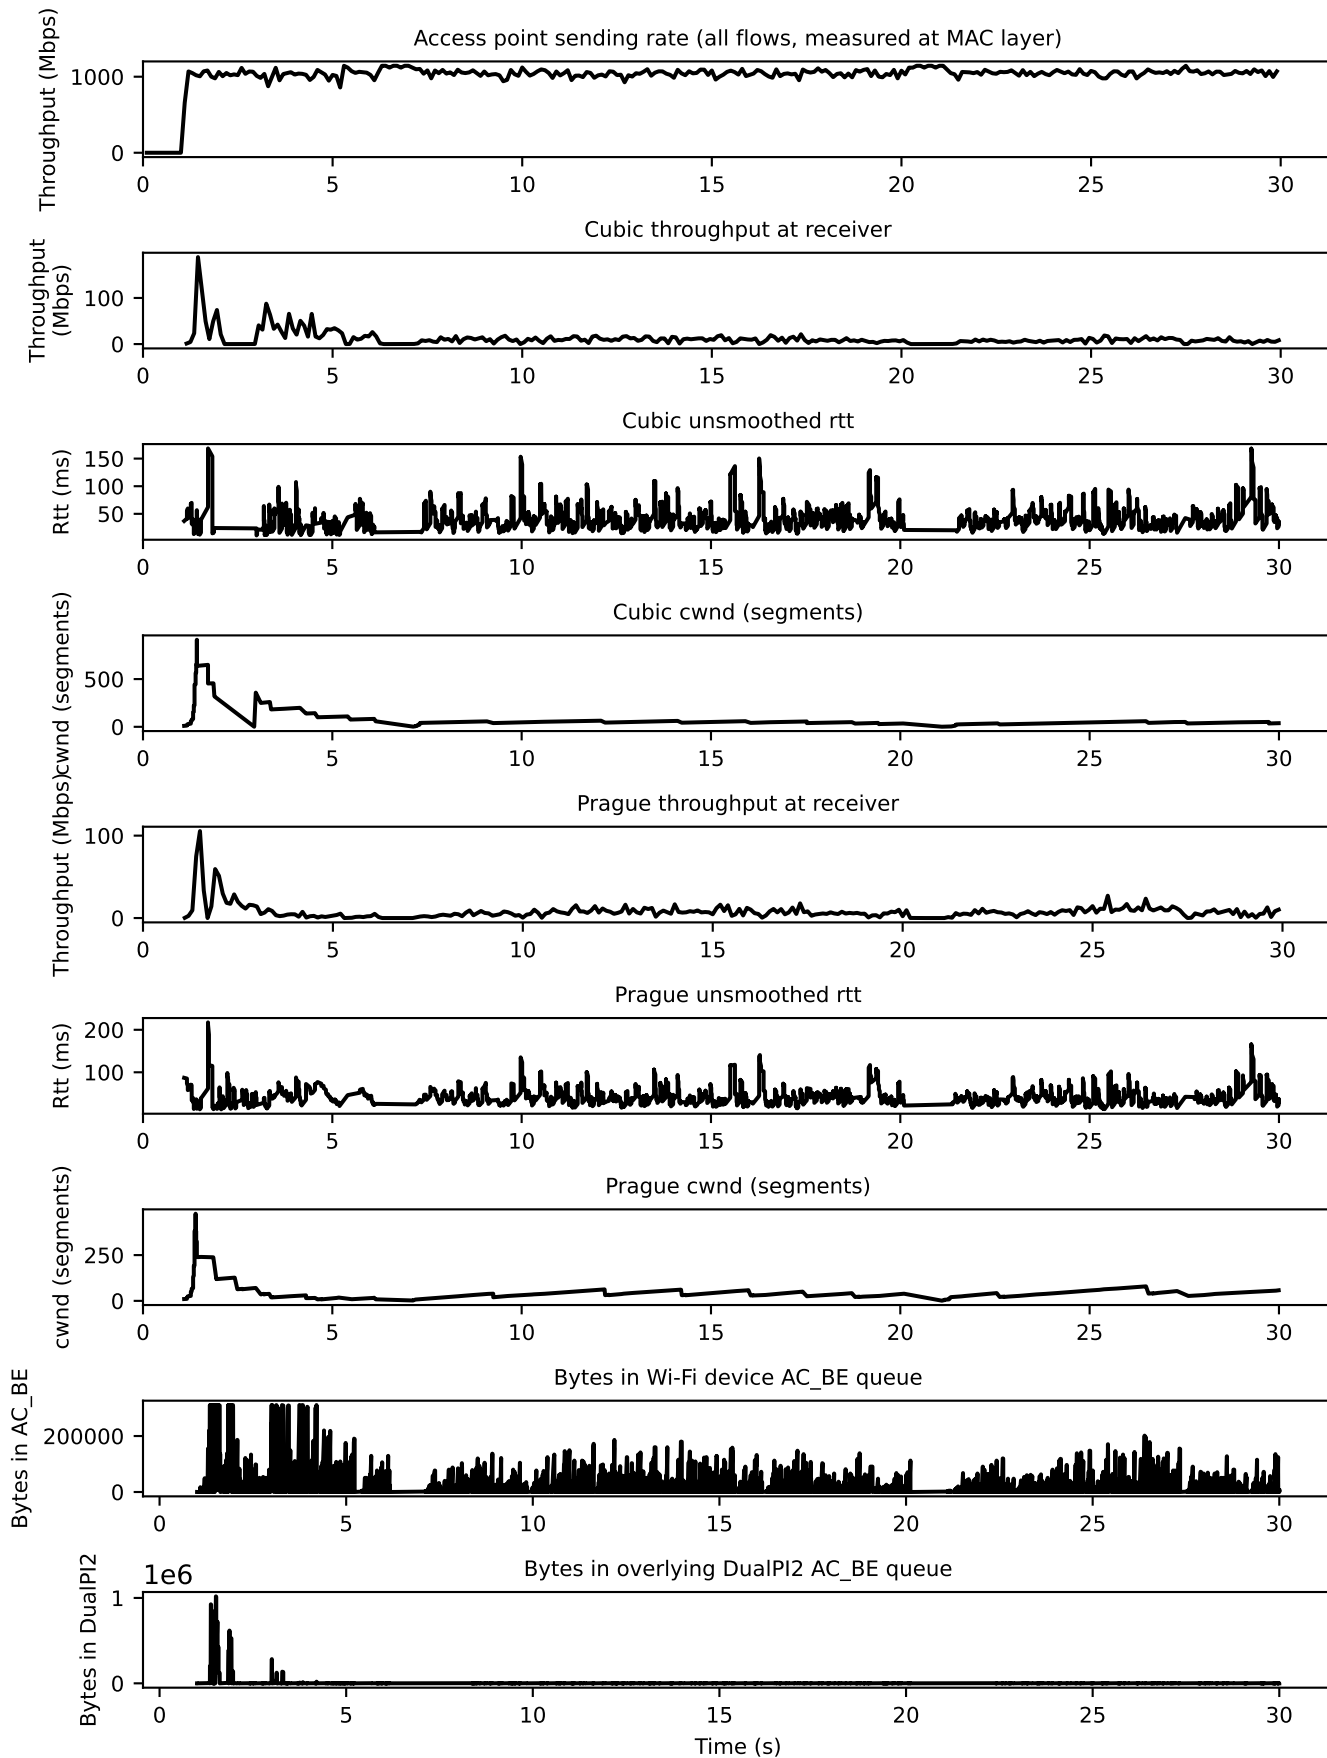 Access point sending rate (all flows, measured at MAC layer)
Throughput (Mbps)
1000
0
0 5 10 15 20 25 30
Cubic throughput at receiver
Throughput
(Mbps)
100
0
0 5 10 15 20 25 30
Cubic unsmoothed rtt
Rtt (ms)
150
100
50
0 5 10 15 20 25 30
Cubic cwnd (segments)
cwnd (segments)
500
0
0 5 10 15 20 25 30
Prague throughput at receiver
Throughput (Mbps)
100
0
0 5 10 15 20 25 30
Prague unsmoothed rtt
Rtt (ms)
200
100
0 5 10 15 20 25 30
Prague cwnd (segments)
cwnd (segments)
250
0
0 5 10 15 20 25 30
Bytes in Wi-Fi device AC_BE queue
Bytes in AC_BE
200000
0
0 5 10 15 20 25 30
Bytes in overlying DualPI2 AC_BE queue
Bytes in DualPI2
1e6
1
0
0 5 10 15 20 25 30
Time (s)